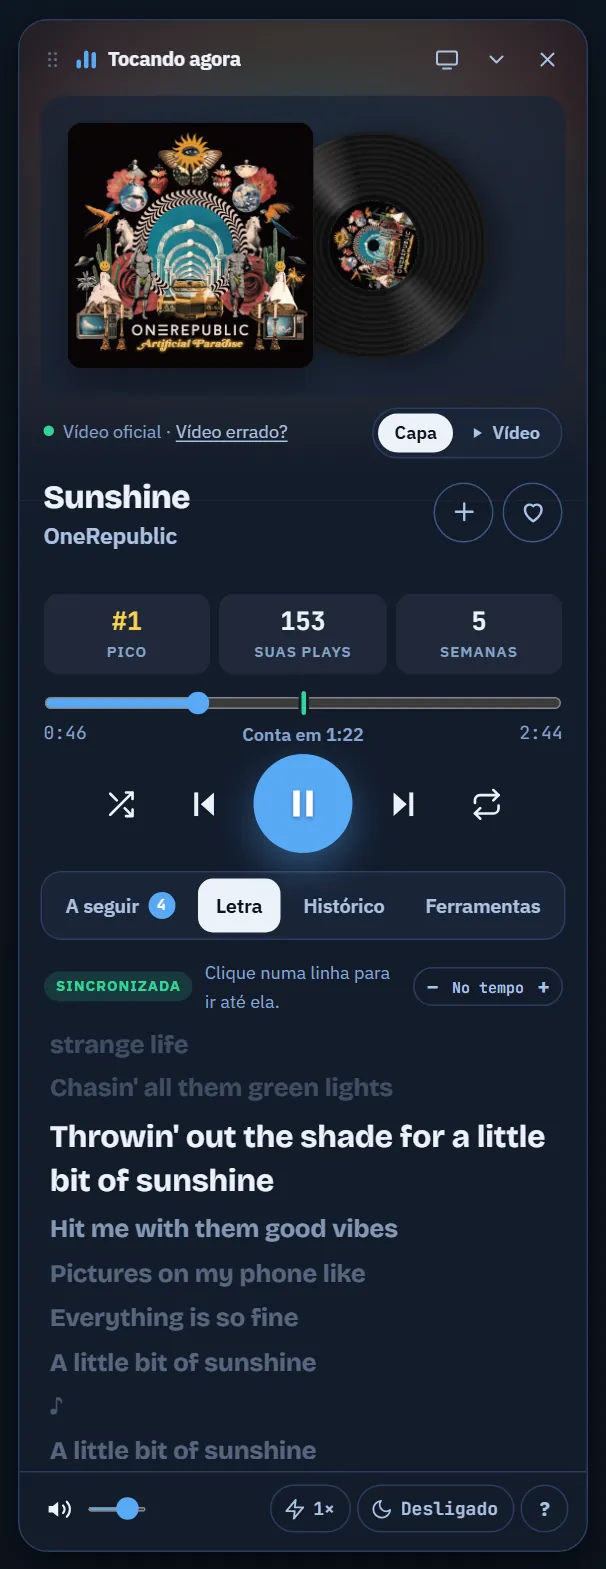 Tocando agora
ONEREPUBLIC
Artificial Paradise
Vídeo oficial · Vídeo errado?
Capa
Vídeo
Sunshine
OneRepublic
#1
PICO
153
SUAS PLAYS
5
SEMANAS
0:46
Conta em 1:22
2:44
A seguir 4
Letra
Histórico
Ferramentas
SINCRONIZADA
Clique numa linha para
ir até ela.
− No tempo +
strange life
Chasin' all them green lights
Throwin' out the shade for a little
bit of sunshine
Hit me with them good vibes
Pictures on my phone like
Everything is so fine
A little bit of sunshine
♪
A little bit of sunshine
1×
Desligado
?